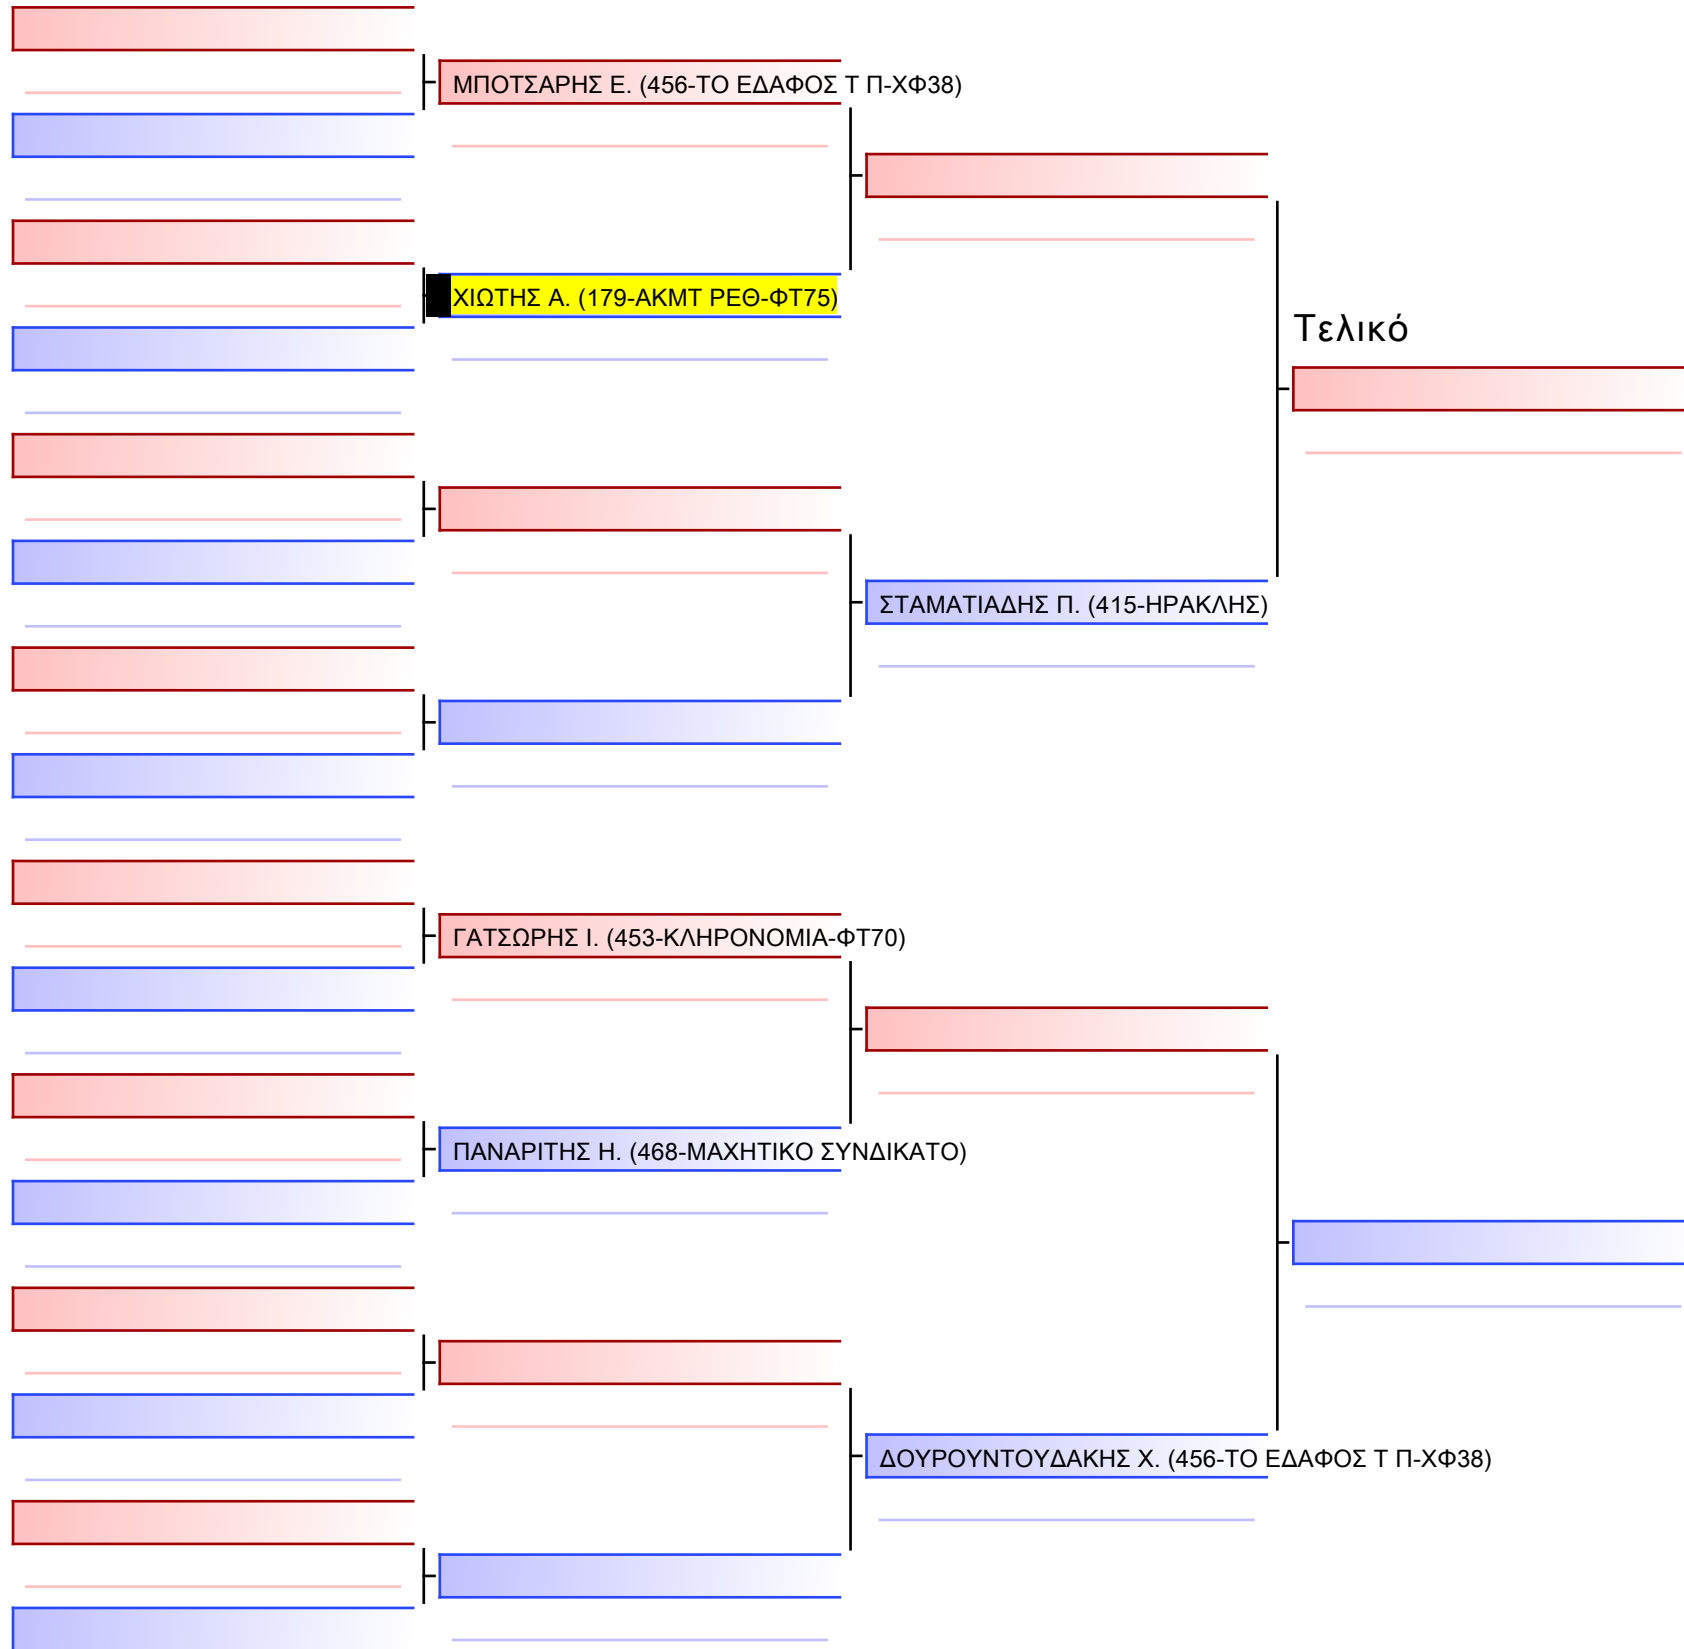 ΜΠΟΤΣΑΡΗΣ Ε. (456-ΤΟ ΕΔΑΦΟΣ Τ Π-ΧΦ38)
ΧΙΩΤΗΣ Α. (179-ΑΚΜΤ ΡΕΘ-ΦΤ75)
Τελικό
ΣΤΑΜΑΤΙΑΔΗΣ Π. (415-ΗΡΑΚΛΗΣ)
ΓΑΤΣΩΡΗΣ Ι. (453-ΚΛΗΡΟΝΟΜΙΑ-ΦΤ70)
ΠΑΝΑΡΙΤΗΣ Η. (468-ΜΑΧΗΤΙΚΟ ΣΥΝΔΙΚΑΤΟ)
ΔΟΥΡΟΥΝΤΟΥΔΑΚΗΣ Χ. (456-ΤΟ ΕΔΑΦΟΣ Τ Π-ΧΦ38)